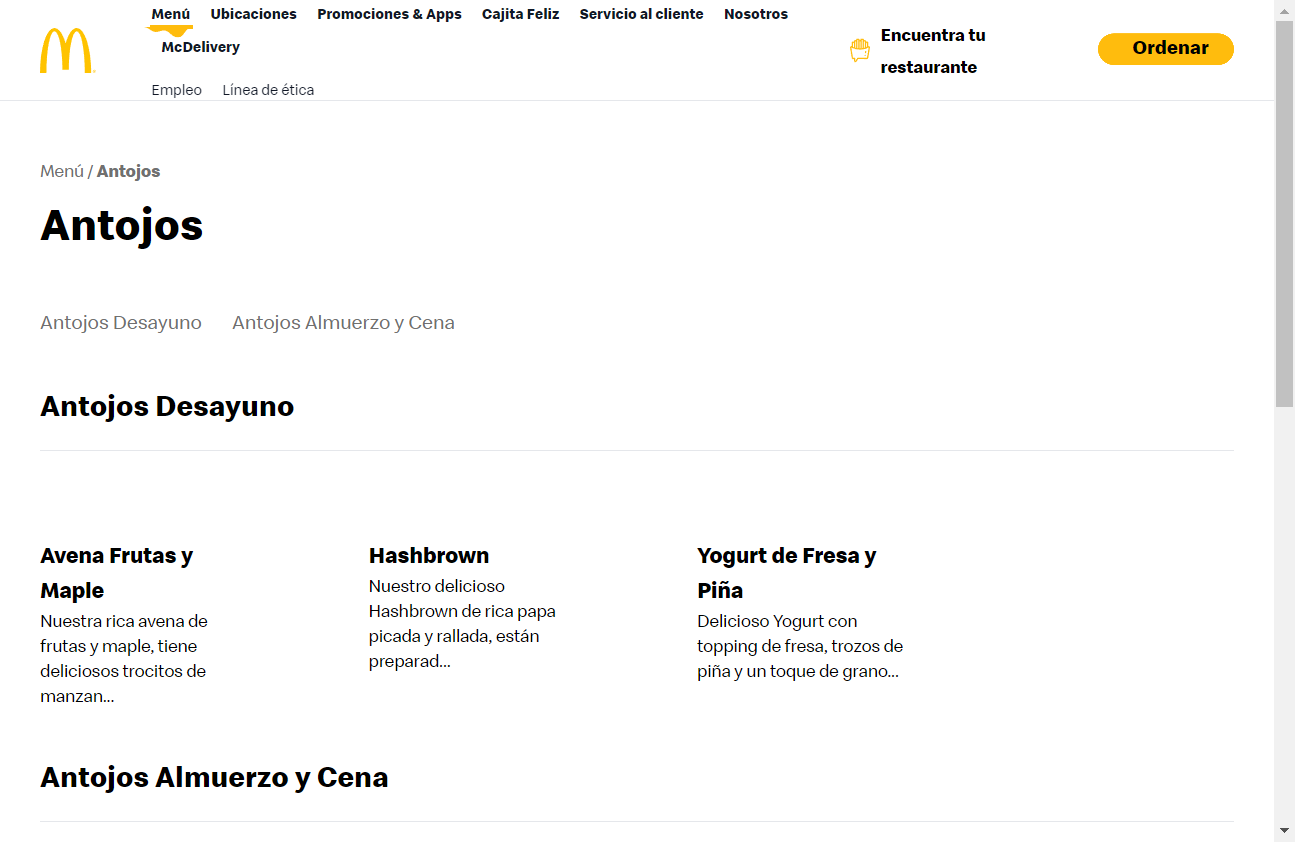 Menú Ubicaciones Promociones & Apps Cajita Feliz Servicio al cliente Nosotros
McDelivery
Empleo Línea de ética
Encuentra tu
restaurante
Ordenar
Menú / Antojos
Antojos
Antojos Desayuno Antojos Almuerzo y Cena
Antojos Desayuno
Avena Frutas y
Maple
Nuestra rica avena de
frutas y maple, tiene
deliciosos trocitos de
manzan...
Hashbrown
Nuestro delicioso
Hashbrown de rica papa
picada y rallada, están
preparad...
Yogurt de Fresa y
Piña
Delicioso Yogurt con
topping de fresa, trozos de
piña y un toque de grano...
Antojos Almuerzo y Cena